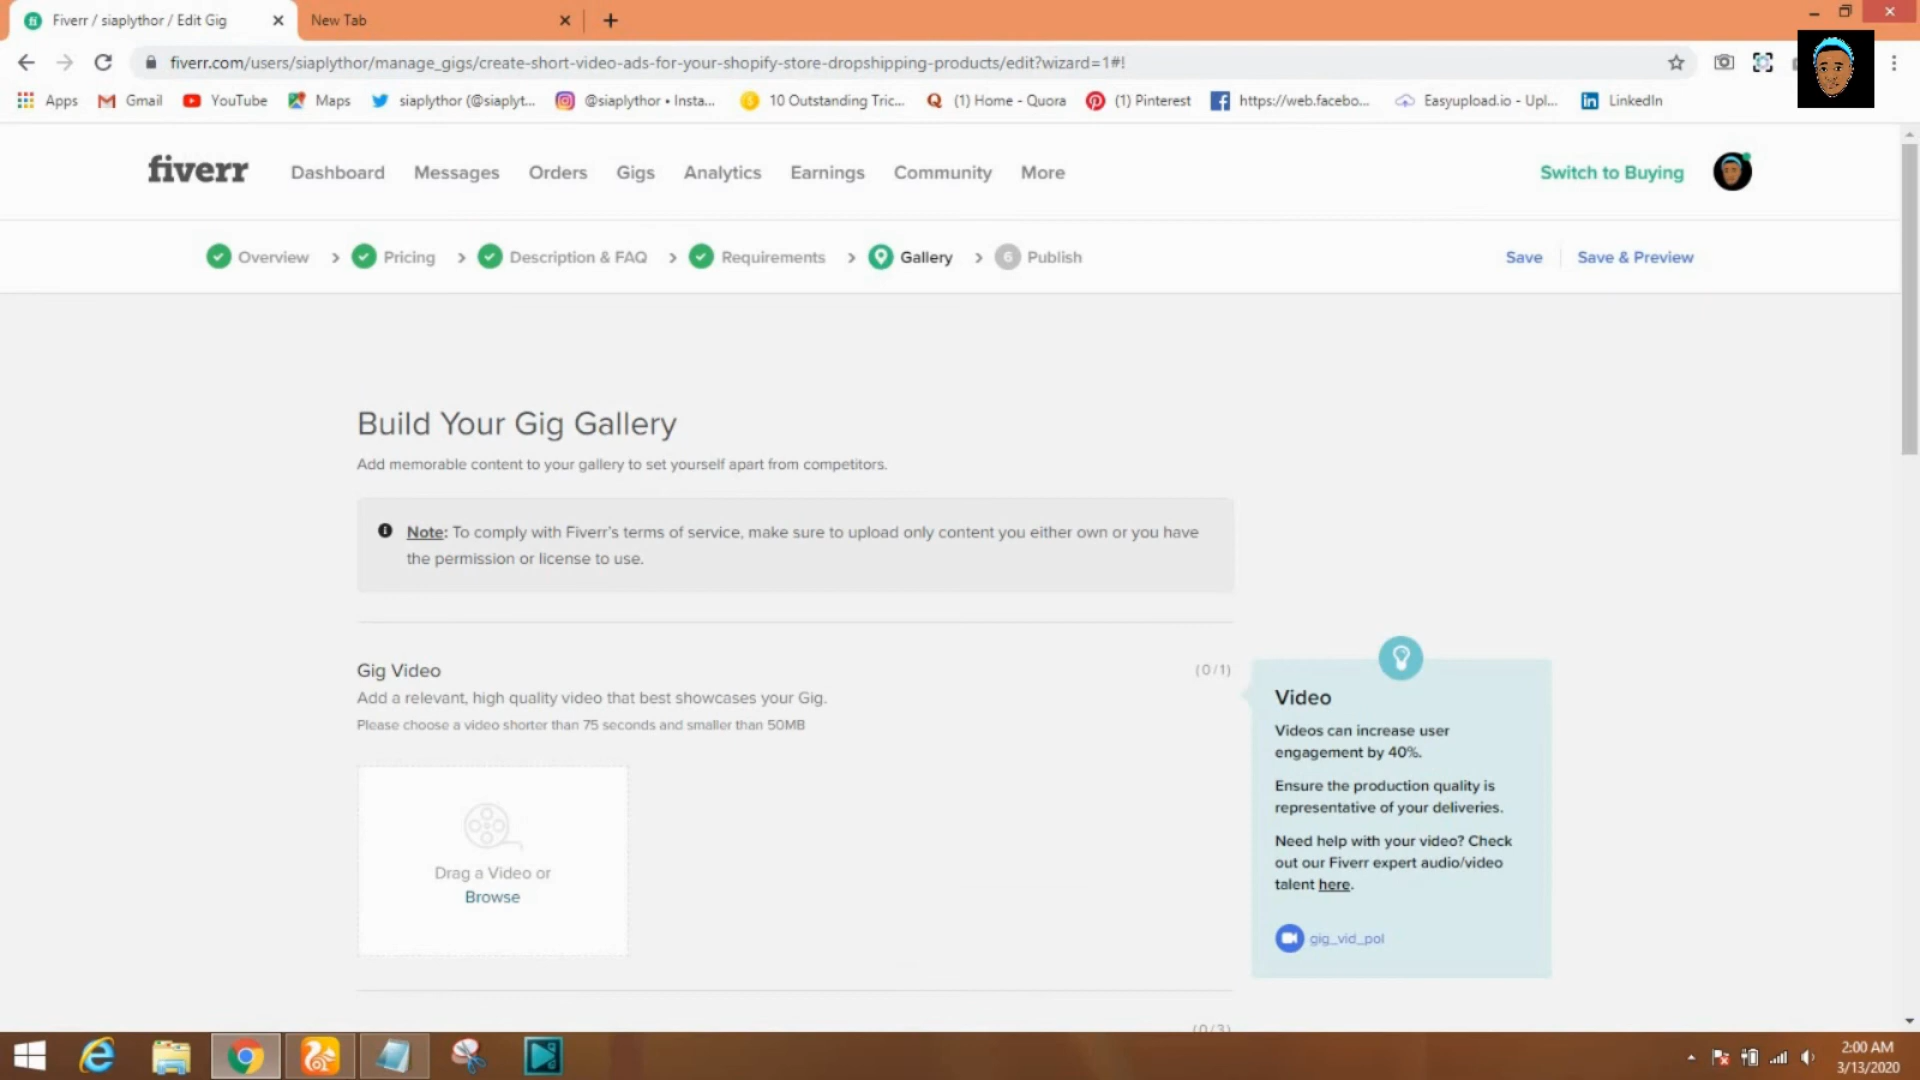 Fiverr / siaplythor / Edit Gig
New Tab
fiverr.com/users/siaplythor/manage_gigs/create-short-video-ads-for-your-shopify-store-dropshipping-products/edit?wizard=1#!
Apps
Gmail
YouTube
Maps
siaplythor (@siaplyt...
@siaplythor • Insta...
10 Outstanding Tric...
(1) Home - Quora
(1) Pinterest
https://web.facebo...
Easyupload.io - Upl...
LinkedIn
fiverr
Dashboard
Messages
Orders
Gigs
Analytics
Earnings
Community
More
Switch to Buying
Overview
Pricing
Description & FAQ
Requirements
Gallery
6 Publish
Save
Save & Preview
Build Your Gig Gallery
Add memorable content to your gallery to set yourself apart from competitors.
Note: To comply with Fiverr's terms of service, make sure to upload only content you either own or you have
the permission or license to use.
Gig Video
(0/1)
Add a relevant, high quality video that best showcases your Gig.
Please choose a video shorter than 75 seconds and smaller than 50MB
Drag a Video or
Browse
Video
Videos can increase user
engagement by 40%.
Ensure the production quality is
representative of your deliveries.
Need help with your video? Check
out our Fiverr expert audio/video
talent here.
gig_vid_pol
(0/3)
2:00 AM
3/13/2020